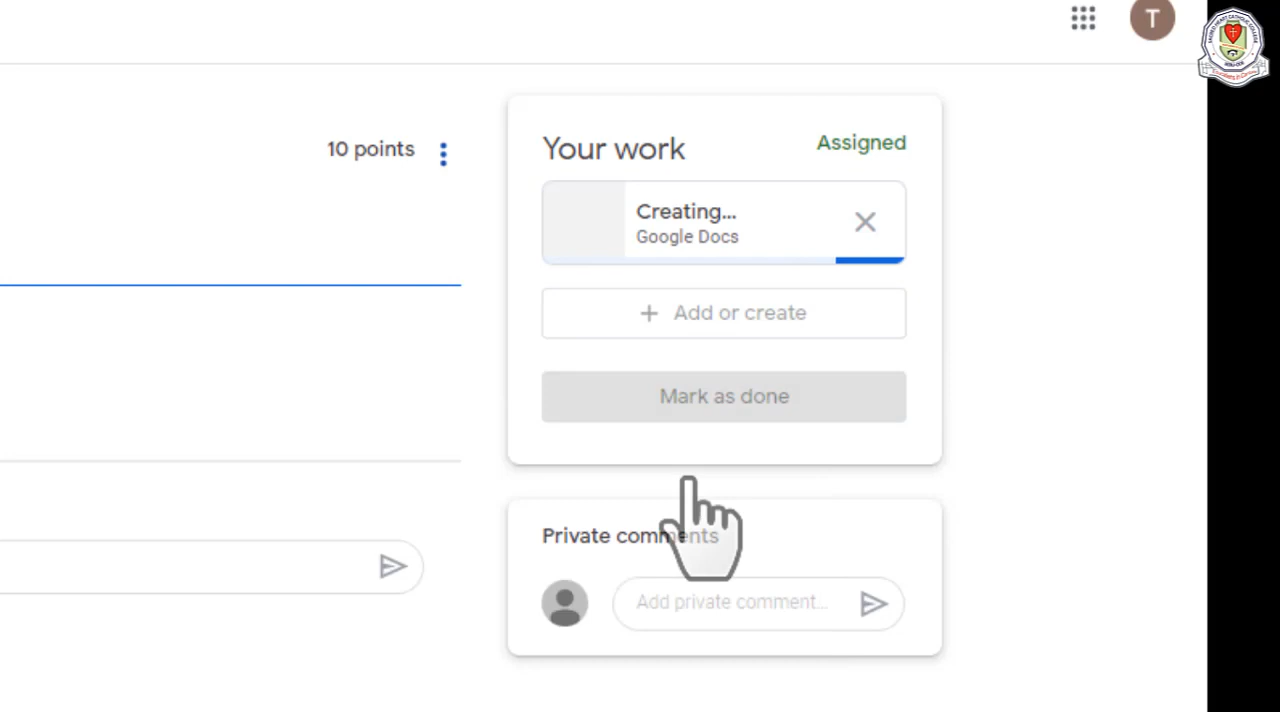 T
10 points
Your work
Assigned
Creating...
Google Docs
+ Add or create
Mark as done
Private comments
Add private comment...